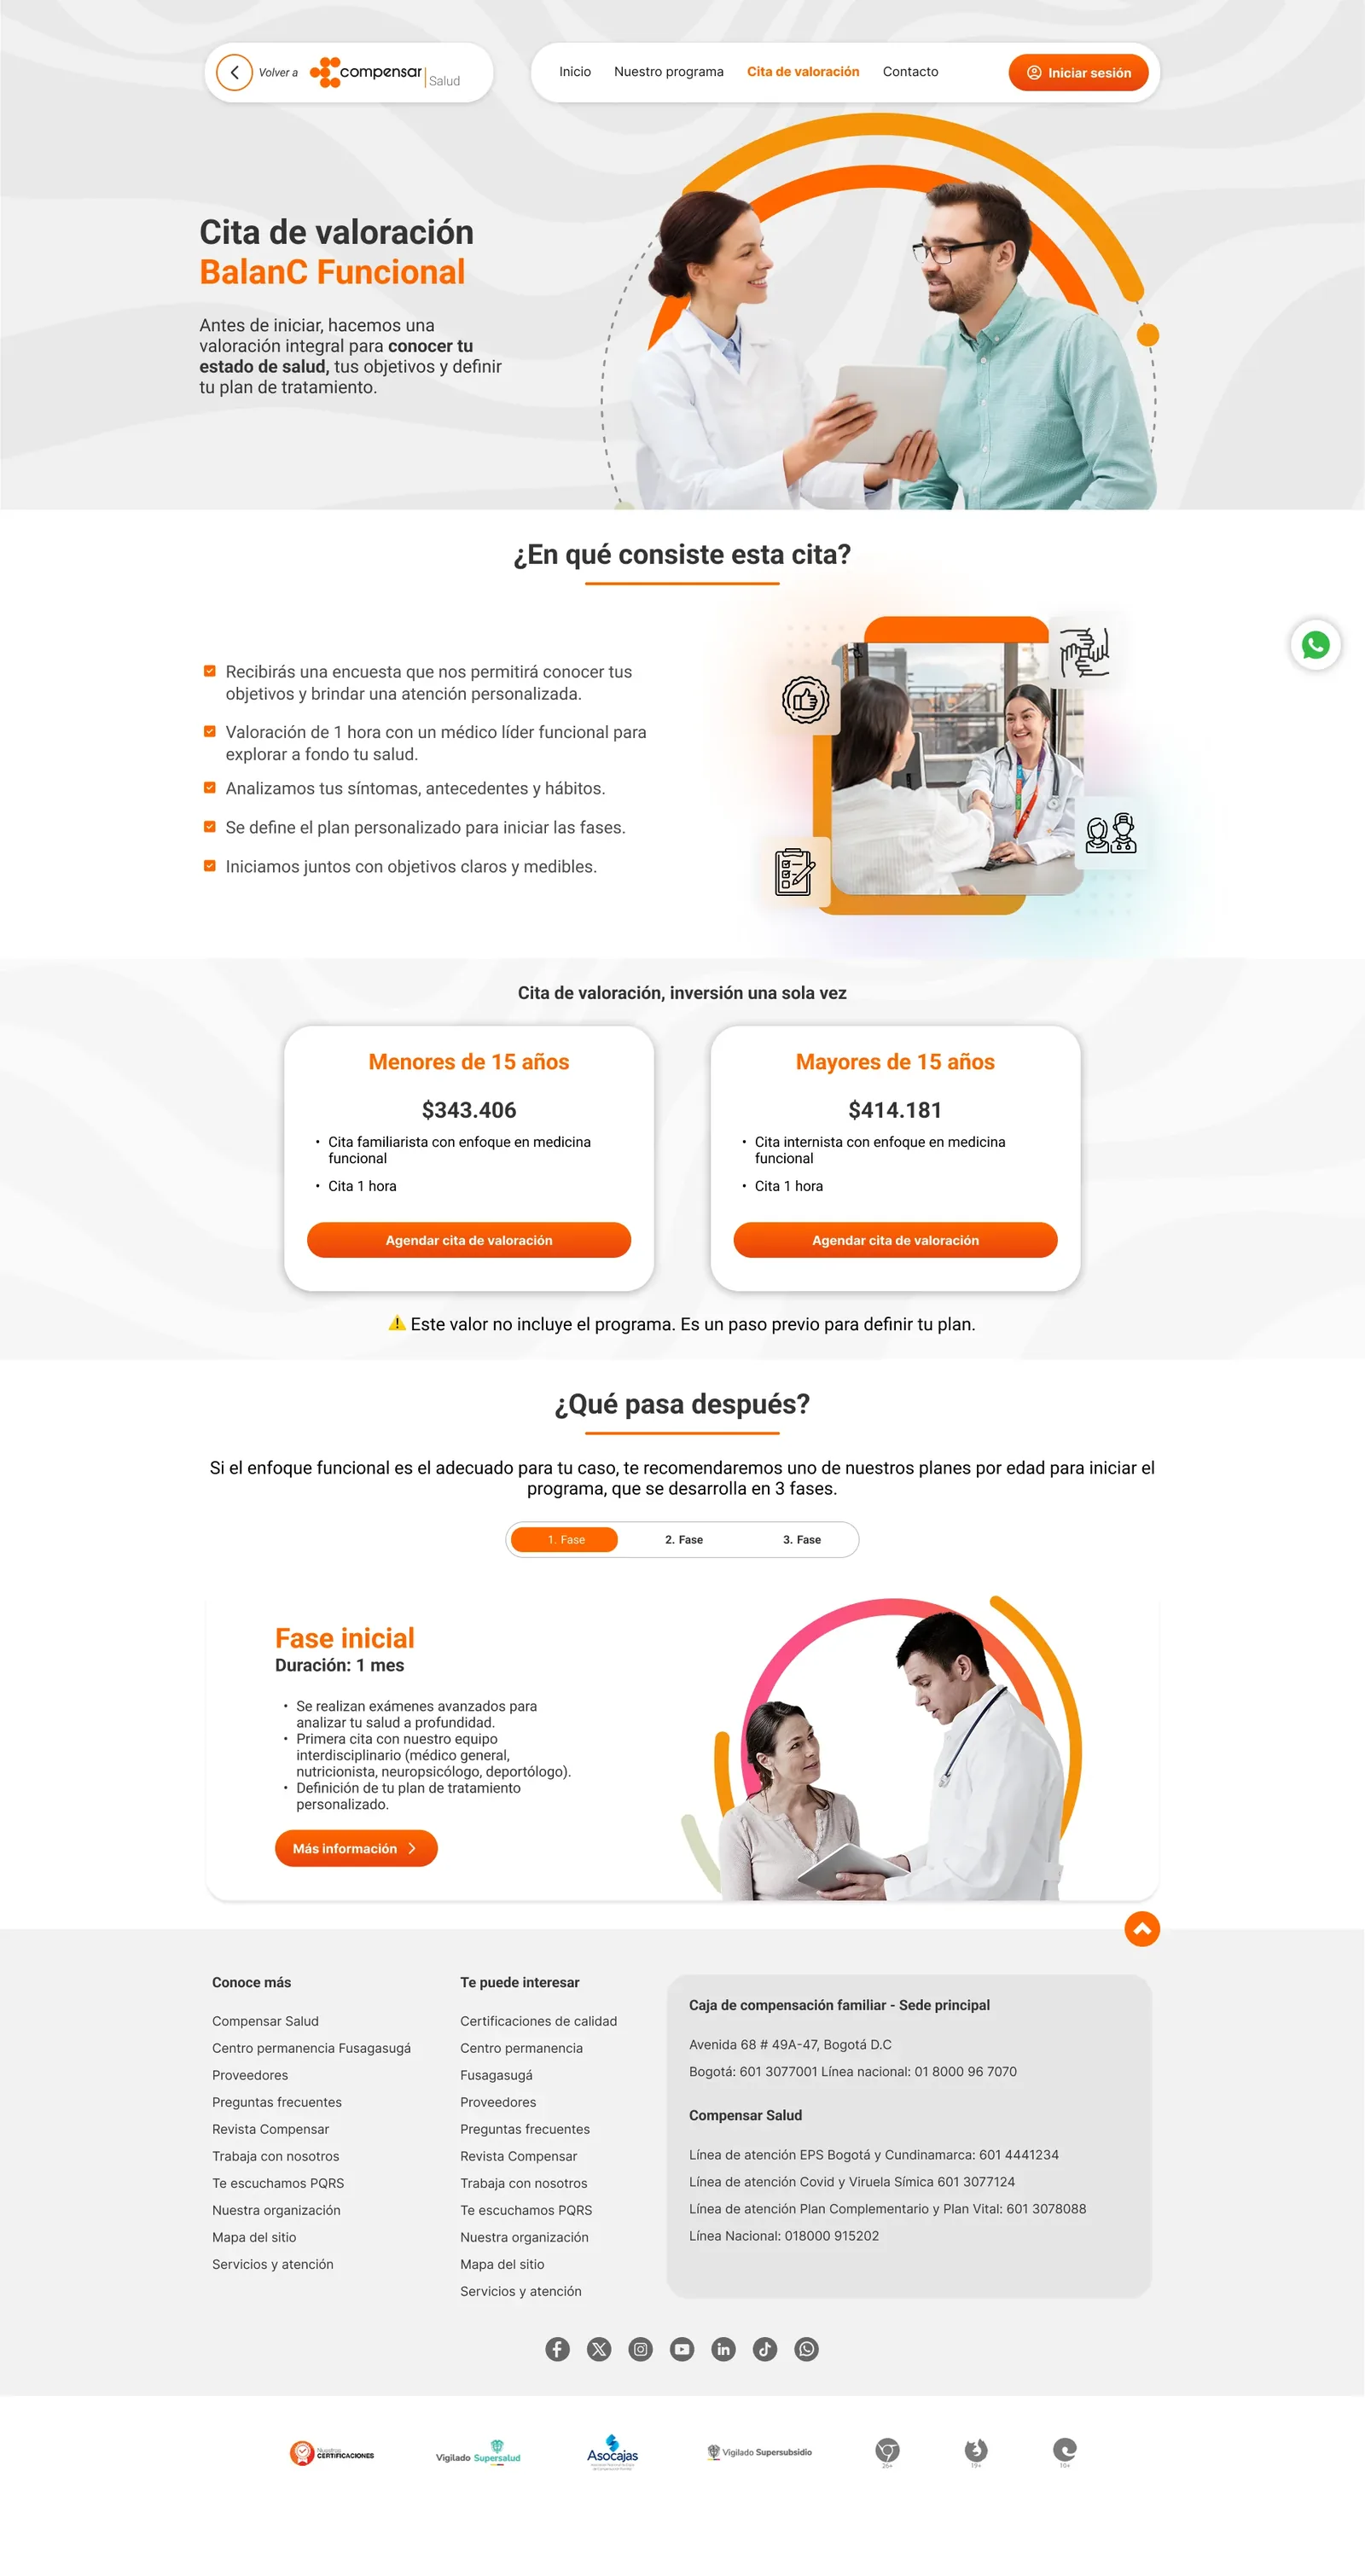 Volver a
compensar
Salud
Inicio
Nuestro programa
Cita de valoración
Contacto
Iniciar sesión
Cita de valoración
BalanC Funcional
Antes de iniciar, hacemos una
valoración integral para conocer tu
estado de salud, tus objetivos y definir
tu plan de tratamiento.
¿En qué consiste esta cita?
Recibirás una encuesta que nos permitirá conocer tus
objetivos y brindar una atención personalizada.
Valoración de 1 hora con un médico líder funcional para
explorar a fondo tu salud.
Analizamos tus síntomas, antecedentes y hábitos.
Se define el plan personalizado para iniciar las fases.
Iniciamos juntos con objetivos claros y medibles.
Cita de valoración, inversión una sola vez
Menores de 15 años
$343.406
• Cita familiarista con enfoque en medicina
funcional
• Cita 1 hora
Agendar cita de valoración
Mayores de 15 años
$414.181
• Cita internista con enfoque en medicina
funcional
• Cita 1 hora
Agendar cita de valoración
Este valor no incluye el programa. Es un paso previo para definir tu plan.
¿Qué pasa después?
Si el enfoque funcional es el adecuado para tu caso, te recomendaremos uno de nuestros planes por edad para iniciar el
programa, que se desarrolla en 3 fases.
1. Fase
2. Fase
3. Fase
Fase inicial
Duración: 1 mes
• Se realizan exámenes avanzados para
analizar tu salud a profundidad.
• Primera cita con nuestro equipo
interdisciplinario (médico general,
nutricionista, neuropsicólogo, deportólogo).
• Definición de tu plan de tratamiento
personalizado.
Más información
Conoce más
Compensar Salud
Centro permanencia Fusagasugá
Proveedores
Preguntas frecuentes
Revista Compensar
Trabaja con nosotros
Te escuchamos PQRS
Nuestra organización
Mapa del sitio
Servicios y atención
Te puede interesar
Certificaciones de calidad
Centro permanencia
Fusagasugá
Proveedores
Preguntas frecuentes
Revista Compensar
Trabaja con nosotros
Te escuchamos PQRS
Nuestra organización
Mapa del sitio
Servicios y atención
Caja de compensación familiar - Sede principal
Avenida 68 # 49A-47, Bogotá D.C
Bogotá: 601 3077001 Línea nacional: 01 8000 96 7070
Compensar Salud
Línea de atención EPS Bogotá y Cundinamarca: 601 4441234
Línea de atención Covid y Viruela Símica 601 3077124
Línea de atención Plan Complementario y Plan Vital: 601 3078088
Línea Nacional: 018000 915202
Nuestras
CERTIFICACIONES
Vigilado Supersalud
Asocajas
Vigilado Supersubsidio
26+
19+
10+